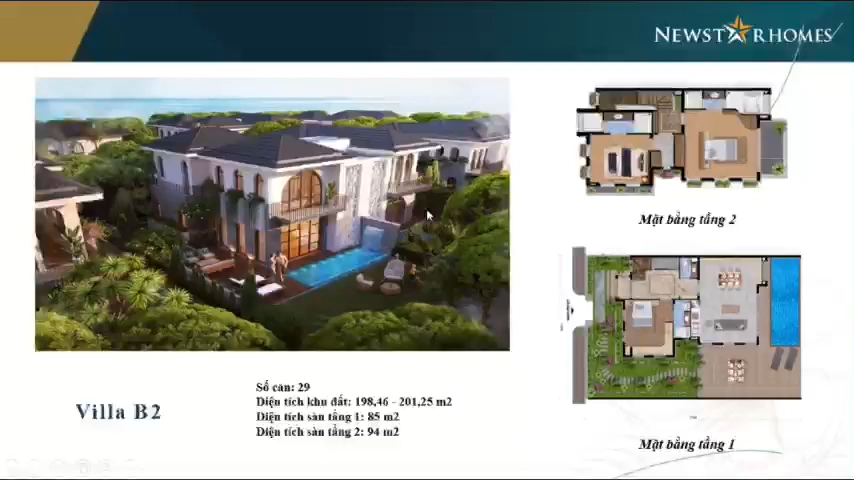 NEWSTARHOMES
Mặt bằng tầng 2
Villa B2
Số căn: 29
Diện tích khu đất: 198,46 - 201,25 m2
Diện tích sàn tầng 1: 85 m2
Diện tích sàn tầng 2: 94 m2
Mặt bằng tầng 1